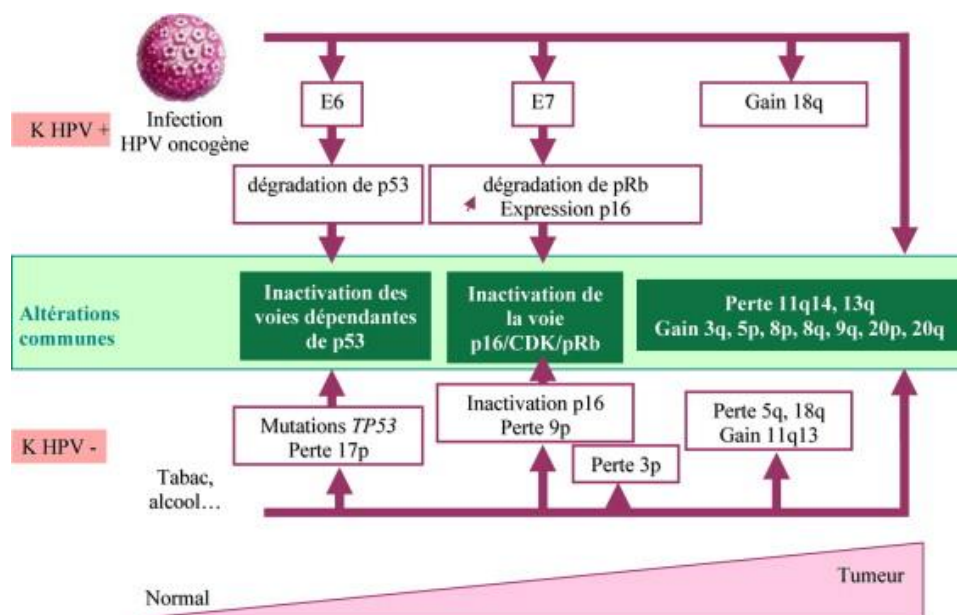 E6
E7
Gain 18q
Infection
HPV oncogène
K HPV +
dégradation de p53
dégradation de pRb
Expression p16
Altérations
communes
Inactivation des
voies dépendantes
de p53
Inactivation de
la voie
p16/CDK/pRb
Perte 11q14, 13q
Gain 3q, 5p, 8p, 8q, 9q, 20p, 20q
K HPV -
Mutations TP53
Perte 17p
Inactivation p16
Perte 9p
Perte 3p
Perte 5q, 18q
Gain 11q13
Tabac,
alcool…
Normal
Tumeur